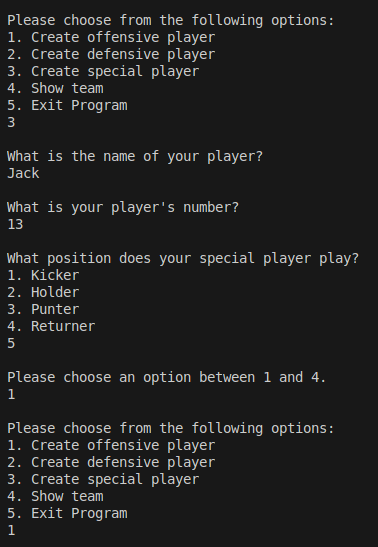 Please choose from the following options:
1. Create offensive player
2. Create defensive player
3. Create special player
4. Show team
5. Exit Program
3
What is the name of your player?
Jack
What is your player's number?
13
What position does your special player play?
1. Kicker
2. Holder
3. Punter
4. Returner
5
Please choose an option between 1 and 4.
1
Please choose from the following options:
1. Create offensive player
2. Create defensive player
3. Create special player
4. Show team
5. Exit Program
1